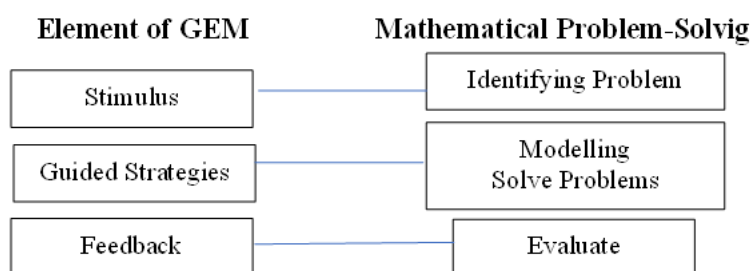 Element of GEM
Mathematical Problem-Solvig
Stimulus
Identifying Problem
Guided Strategies
Modelling
Solve Problems
Feedback
Evaluate